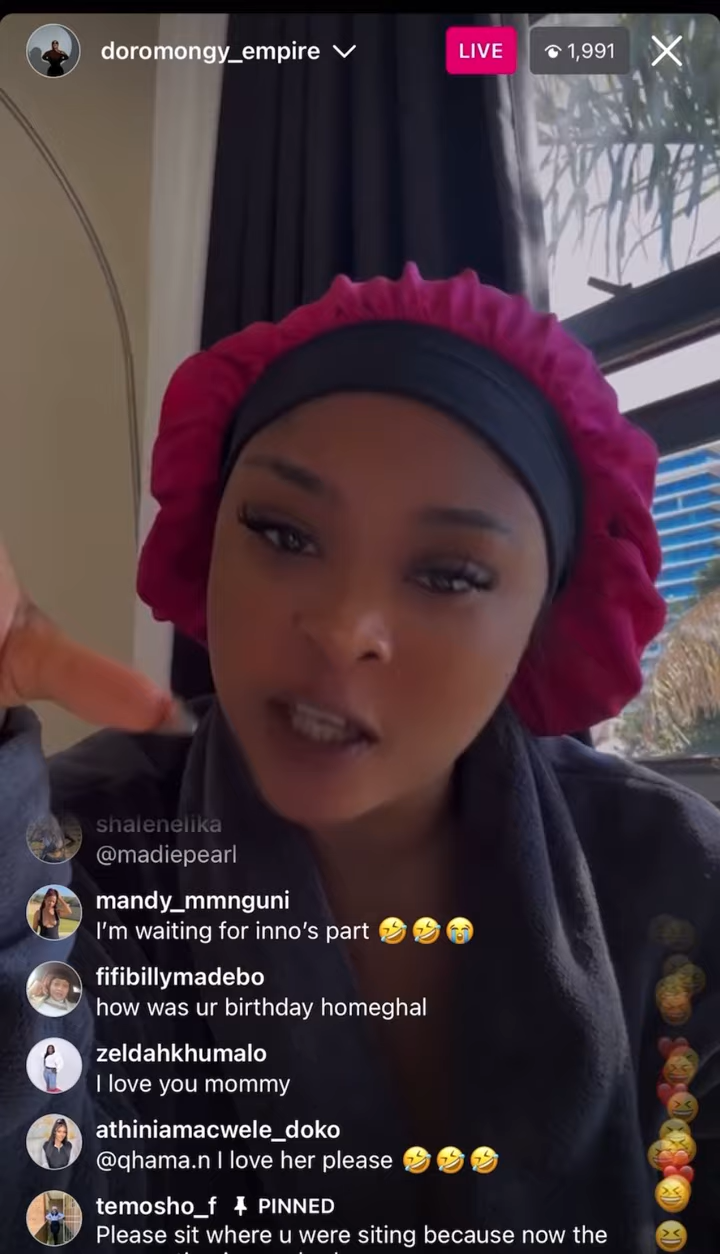 doromongy_empire
LIVE
1,991
shalenelika
@madiepearl
mandy_mmnguni
I'm waiting for inno's part 🤣🤣😭
fifibillymadebo
how was ur birthday homeghal
zeldahkhumalo
I love you mommy
athiniamacwele_doko
@qhama.n I love her please 🤣🤣🤣
temosho_f PINNED
Please sit where u were siting because now the